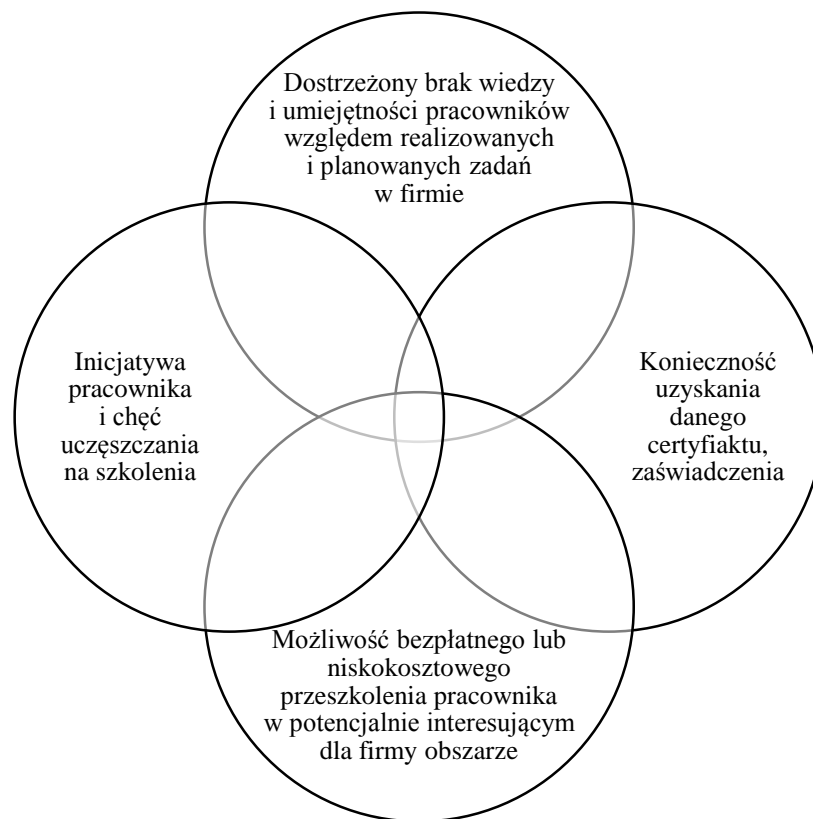 Dostrzeżony brak wiedzy
i umiejętności pracowników
względem realizowanych
i planowanych zadań
w firmie
Inicjatywa
pracownika
i chęć
uczęszczania
na szkolenia
Konieczność
uzyskania
danego
certyfiaktu,
zaświadczenia
Możliwość bezpłatnego lub
niskokosztowego
przeszkolenia pracownika
w potencjalnie interesującym
dla firmy obszarze